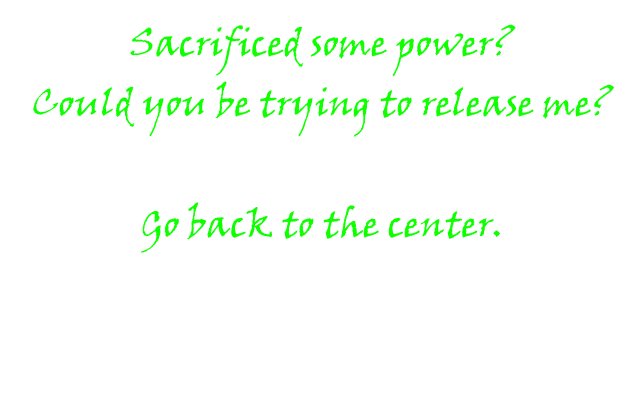 Sacrificed some power?
Could you be trying to release me?
Go back to the center.